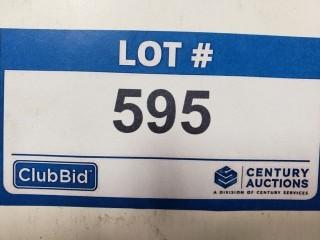 LOT #
595
ClubBid
CENTURY
AUCTIONS
A DIVISION OF CENTURY SERVICES